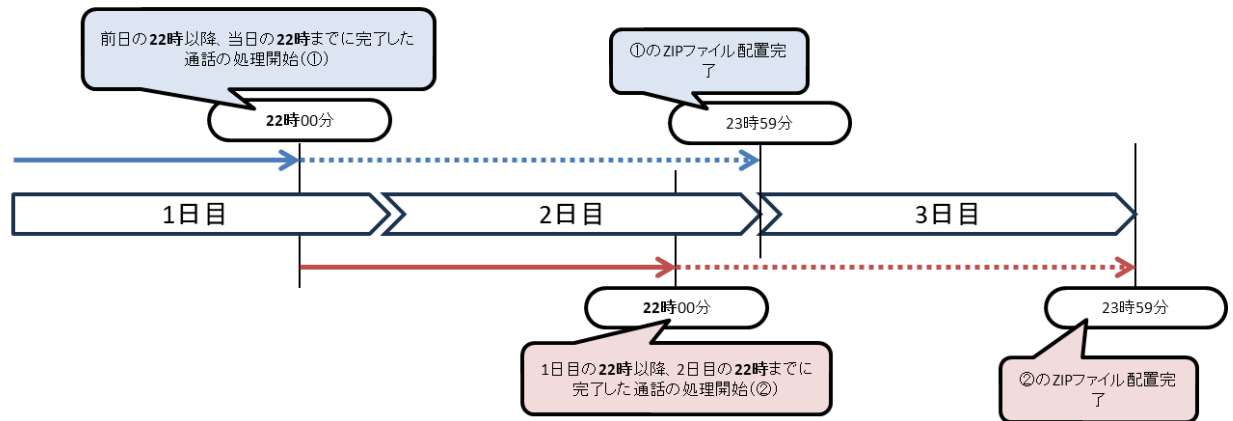 前日の22時以降、当日の22時までに完了した
通話の処理開始(①)
①のZIPファイル配置完
了
22時00分
23時59分
1日目
2日目
3日目
22時00分
23時59分
1日目の22時以降、2日目の22時までに
完了した通話の処理開始(②)
②のZIPファイル配置完
了